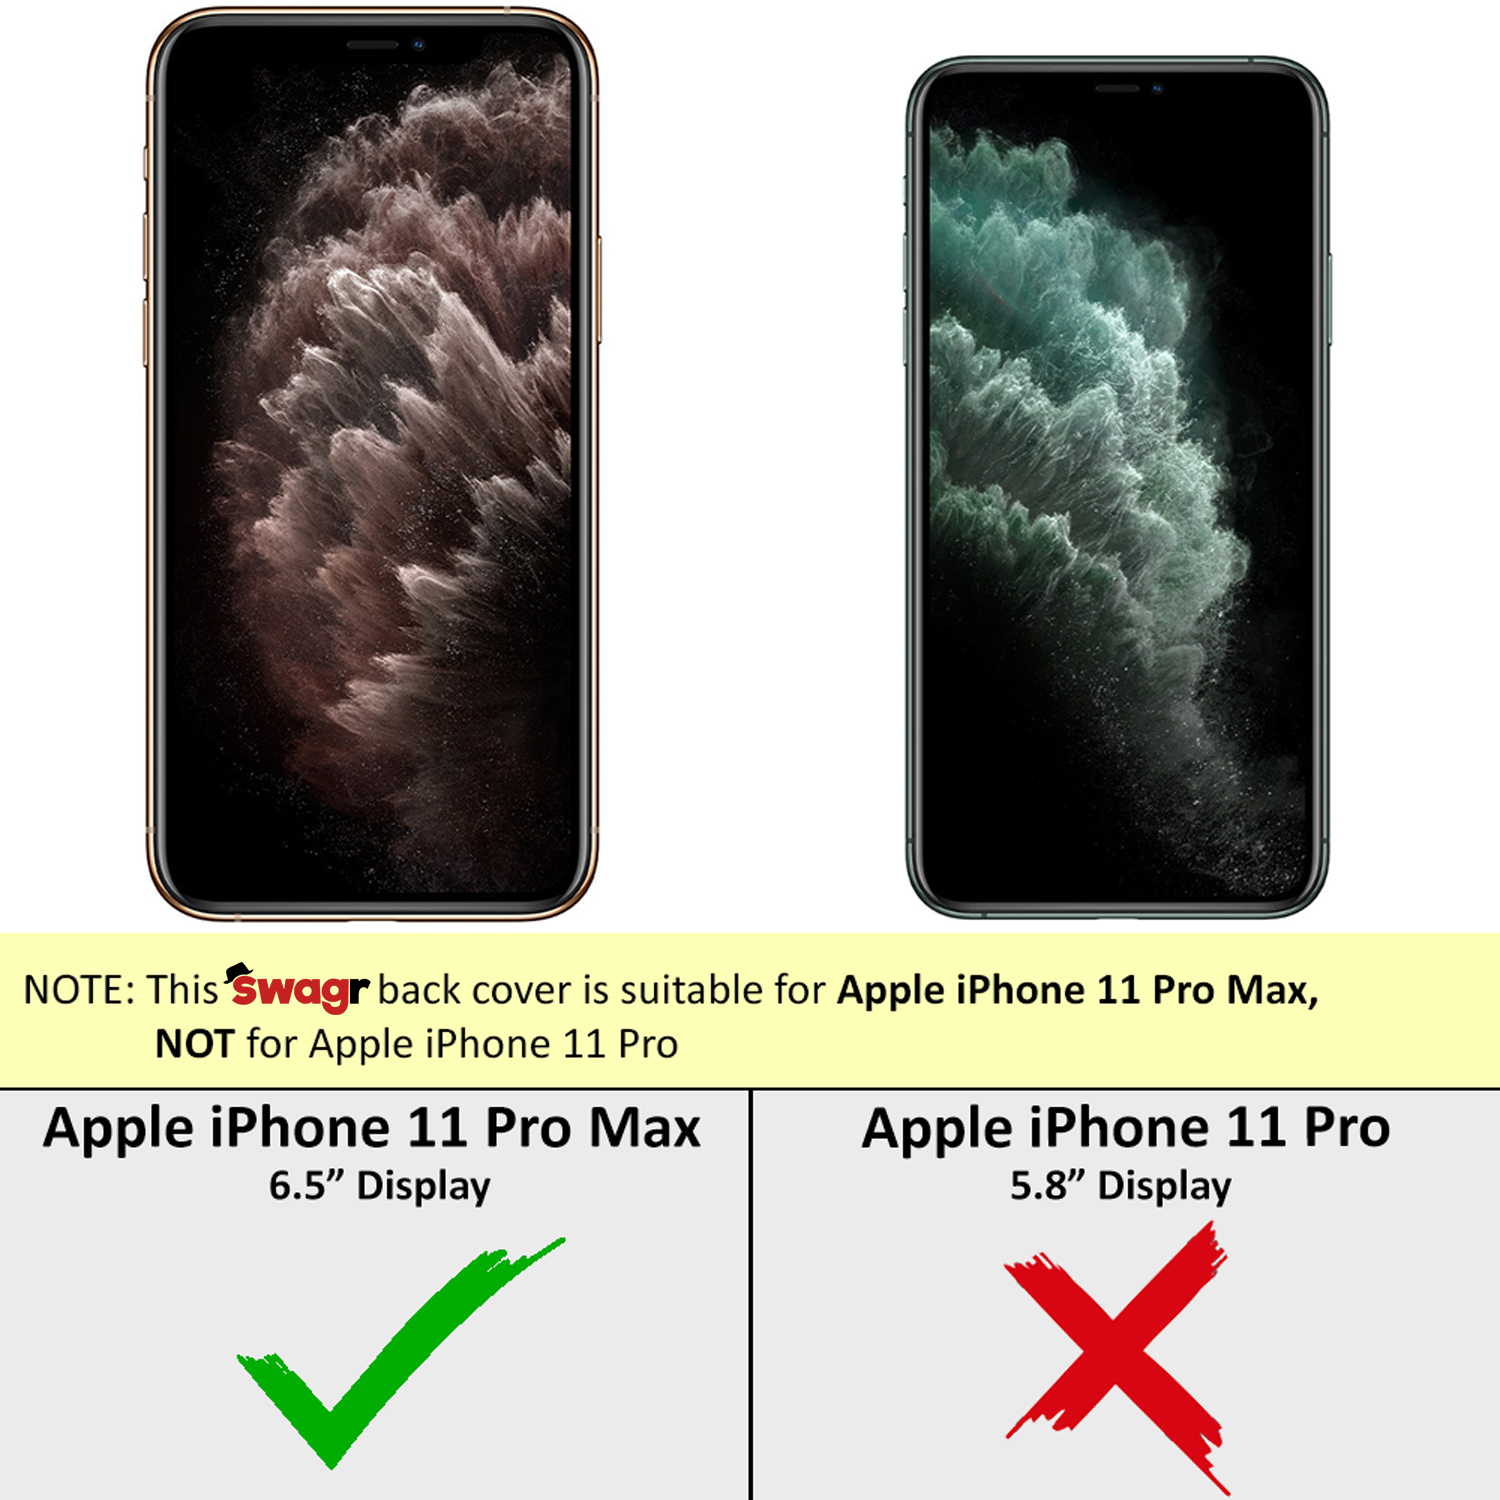 NOTE: This swagr back cover is suitable for Apple iPhone 11 Pro Max,
NOT for Apple iPhone 11 Pro
Apple iPhone 11 Pro Max
6.5” Display
Apple iPhone 11 Pro
5.8” Display